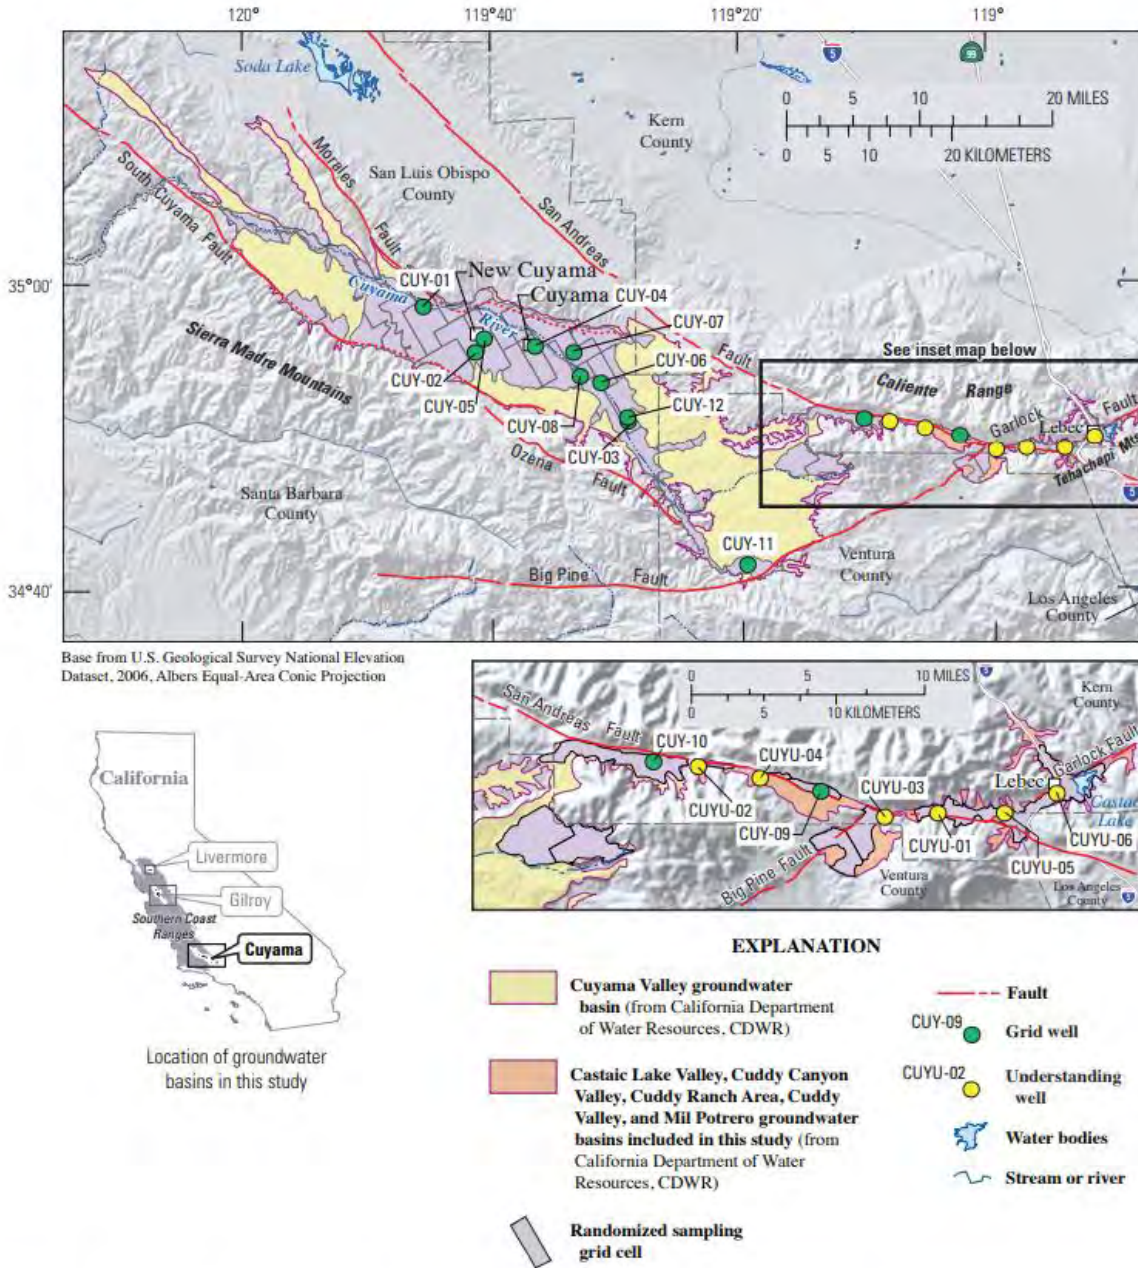 120°
119°40
119°20
119°
5
99
Soda Lake
0 5 10 20 MILES
0 5 10 20 KILOMETERS
Kern
County
Morales
Fault
San Luis Obispo
County
South Cuyama Fault
San Andreas
Fault
35°00'
CUY-01
New Cuyama
Cuyama
Cuyama
River
CUY-04
CUY-07
CUY-06
CUY-02
CUY-05
CUY-08
CUY-12
CUY-03
Sierra Madre Mountains
See inset map below
Caliente Range
Garlock
Fault
Lebec
Tehachapi Mts
5
Ozena
Fault
Santa Barbara
County
CUY-11
Ventura
County
Big Pine Fault
34°40'
Los Angeles
County
Base from U.S. Geological Survey National Elevation
Dataset, 2006, Albers Equal-Area Conic Projection
0 5 10 MILES
0 5 10 KILOMETERS
5
Kern
County
San Andreas Fault
CUY-10
CUYU-04
CUYU-03
Garlock Fault
Lebec
Castac
Lake
CUYU-02
CUY-09
CUYU-01
CUYU-06
CUYU-05
Big Pine Fault
Ventura
County
Los Angeles
County
5
California
Livermore
Gilroy
Southern Coast
Ranges
Cuyama
Location of groundwater
basins in this study
EXPLANATION
Cuyama Valley groundwater
basin (from California Department
of Water Resources, CDWR)
Castaic Lake Valley, Cuddy Canyon
Valley, Cuddy Ranch Area, Cuddy
Valley, and Mil Potrero groundwater
basins included in this study (from
California Department of Water
Resources, CDWR)
Randomized sampling
grid cell
Fault
CUY-09
Grid well
CUYU-02
Understanding
well
Water bodies
Stream or river